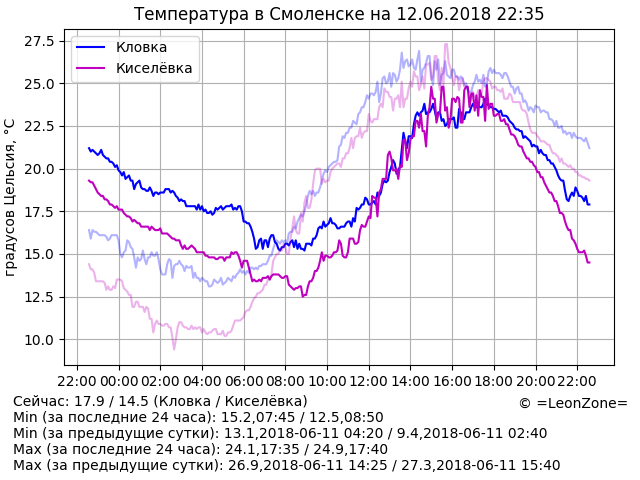 Температура в Смоленске на 12.06.2018 22:35
27.5
25.0
22.5
20.0
17.5
15.0
12.5
10.0
градусов Цельсия, °C
Кловка
Киселёвка
22:00 00:00 02:00 04:00 06:00 08:00 10:00 12:00 14:00 16:00 18:00 20:00 22:00
Сейчас: 17.9 / 14.5 (Кловка / Киселёвка)
© =LeonZone=
Min (за последние 24 часа): 15.2,07:45 / 12.5,08:50
Min (за предыдущие сутки): 13.1,2018-06-11 04:20 / 9.4,2018-06-11 02:40
Max (за последние 24 часа): 24.1,17:35 / 24.9,17:40
Max (за предыдущие сутки): 26.9,2018-06-11 14:25 / 27.3,2018-06-11 15:40